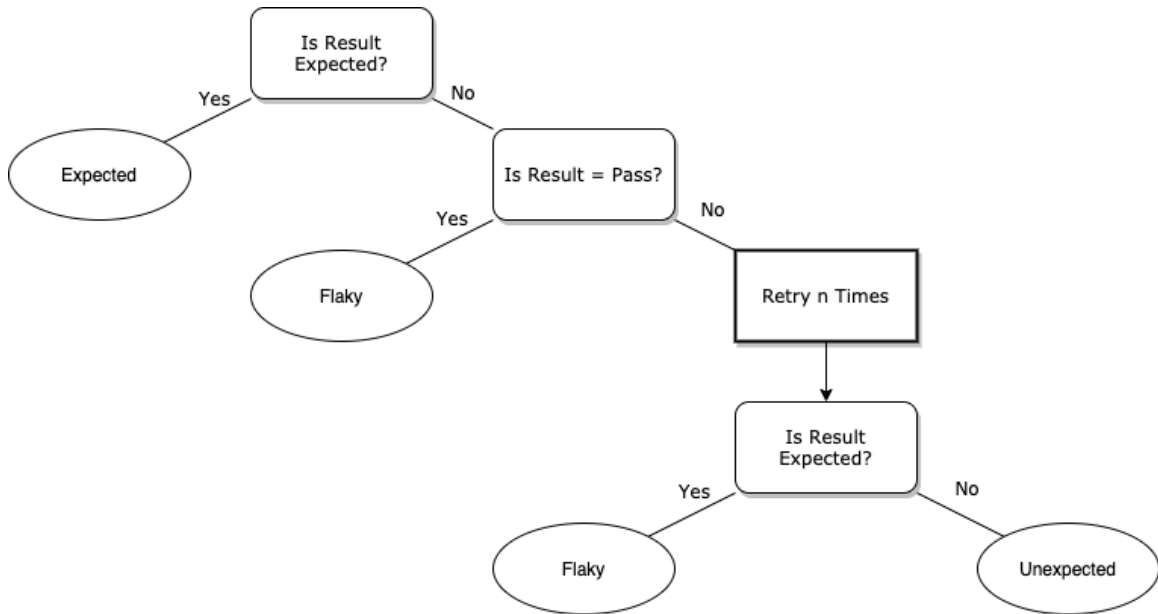 Is Result
Expected?
Yes
No
Expected
Is Result = Pass?
Yes
No
Flaky
Retry n Times
Is Result
Expected?
Yes
No
Flaky
Unexpected